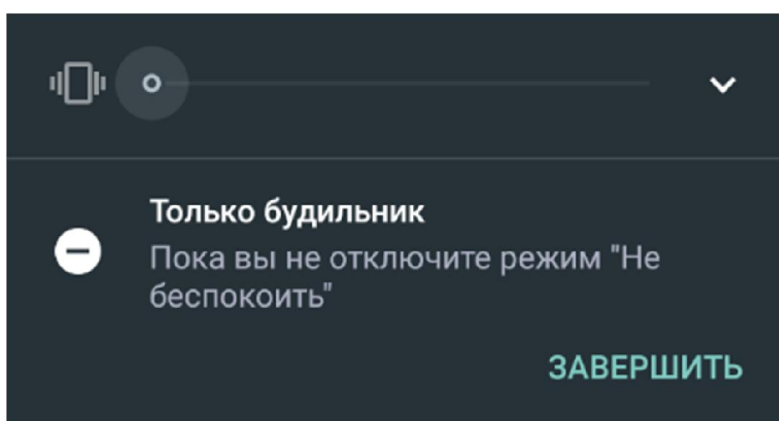 Только будильник
Пока вы не отключите режим "Не
беспокоить"
ЗАВЕРШИТЬ